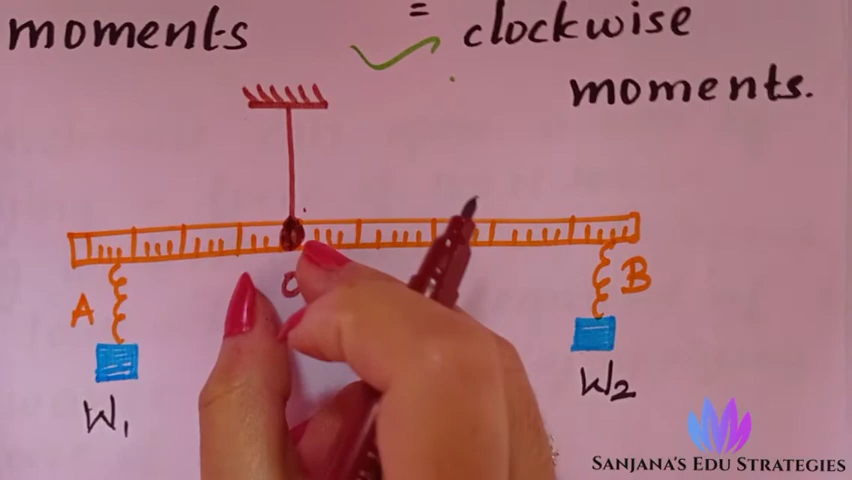 = clockwise
moments
moments.
A
B
W1
W2
SANJANA'S EDU STRATEGIES